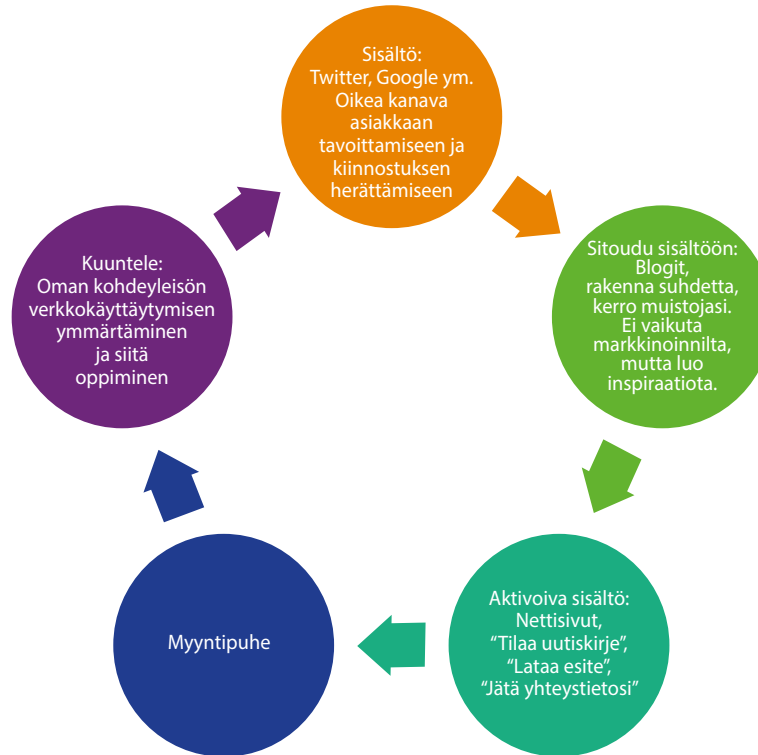 Sisältö:
Twitter, Google ym.
Oikea kanava
asiakkaan
tavoittamiseen ja
kiinnostuksen
herättämiseen
Sitoudu sisältöön:
Blogit,
rakenna suhdetta,
kerro muistojasi.
Ei vaikuta
markkinoinnilta,
mutta luo
inspiraatiota.
Aktivoiva sisältö:
Nettisivut,
“Tilaa uutiskirje”,
“Lataa esite”,
“Jätä yhteystietosi”
Myyntipuhe
Kuuntele:
Oman kohdeyleisön
verkkokäyttäytymisen
ymmärtäminen
ja siitä
oppiminen